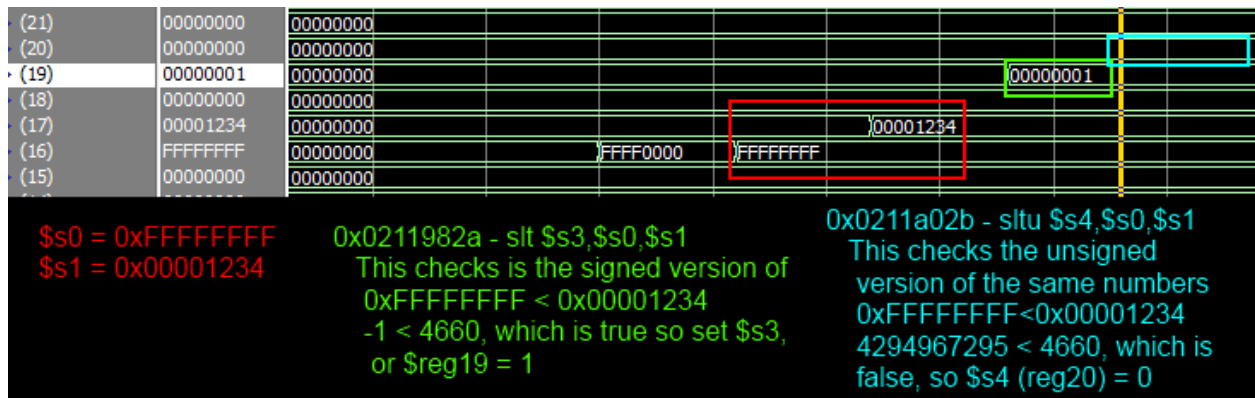 (21) 00000000 00000000
(20) 00000000 00000000
(19) 00000001 00000000 00000001
(18) 00000000 00000000
(17) 00001234 00000000 00001234
(16) FFFFFFFF 00000000 FFFF0000 FFFFFFFF
(15) 00000000 00000000
$s0 = 0xFFFFFFFF
$s1 = 0x00001234
0x0211982a - slt $s3,$s0,$s1
This checks is the signed version of
0xFFFFFFFF < 0x00001234
-1 < 4660, which is true so set $s3,
or $reg19 = 1
0x0211a02b - sltu $s4,$s0,$s1
This checks the unsigned
version of the same numbers
0xFFFFFFFF<0x00001234
4294967295 < 4660, which is
false, so $s4 (reg20) = 0